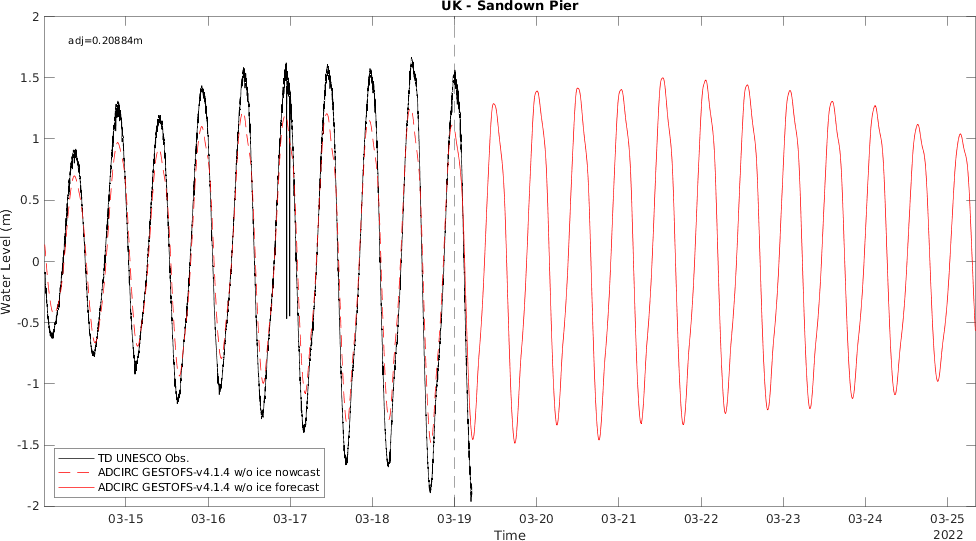 UK - Sandown Pier
adj=0.20884m
Water Level (m)
2
1.5
1
0.5
0
-0.5
-1
-1.5
-2
TD UNESCO Obs.
ADCIRC GESTOFS-v4.1.4 w/o ice nowcast
ADCIRC GESTOFS-v4.1.4 w/o ice forecast
03-15 03-16 03-17 03-18 03-19 03-20 03-21 03-22 03-23 03-24 03-25
2022
Time